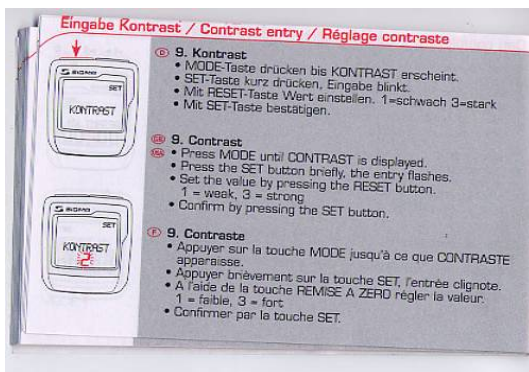 Eingabe Kontrast / Contrast entry / Réglage contraste
SIGMA
SET
KONTRAST
SIGMA
SET
KONTRAST
2
D 9. Kontrast
• MODE-Taste drücken bis KONTRAST erscheint.
• SET-Taste kurz drücken, Eingabe blinkt.
• Mit RESET-Taste Wert einstellen. 1=schwach 3=stark
• Mit SET-Taste bestätigen.
GB 9. Contrast
USA • Press MODE until CONTRAST is displayed.
• Press the SET button briefly, the entry flashes.
• Set the value by pressing the RESET button.
1 = weak, 3 = strong
• Confirm by pressing the SET button.
F 9. Contraste
• Appuyer sur la touche MODE jusqu'à ce que CONTRASTE
apparaisse.
• Appuyer brièvement sur la touche SET, l'entrée clignote.
• A l'aide de la touche REMISE A ZERO régler la valeur.
1 = faible, 3 = fort
• Confirmer par la touche SET.